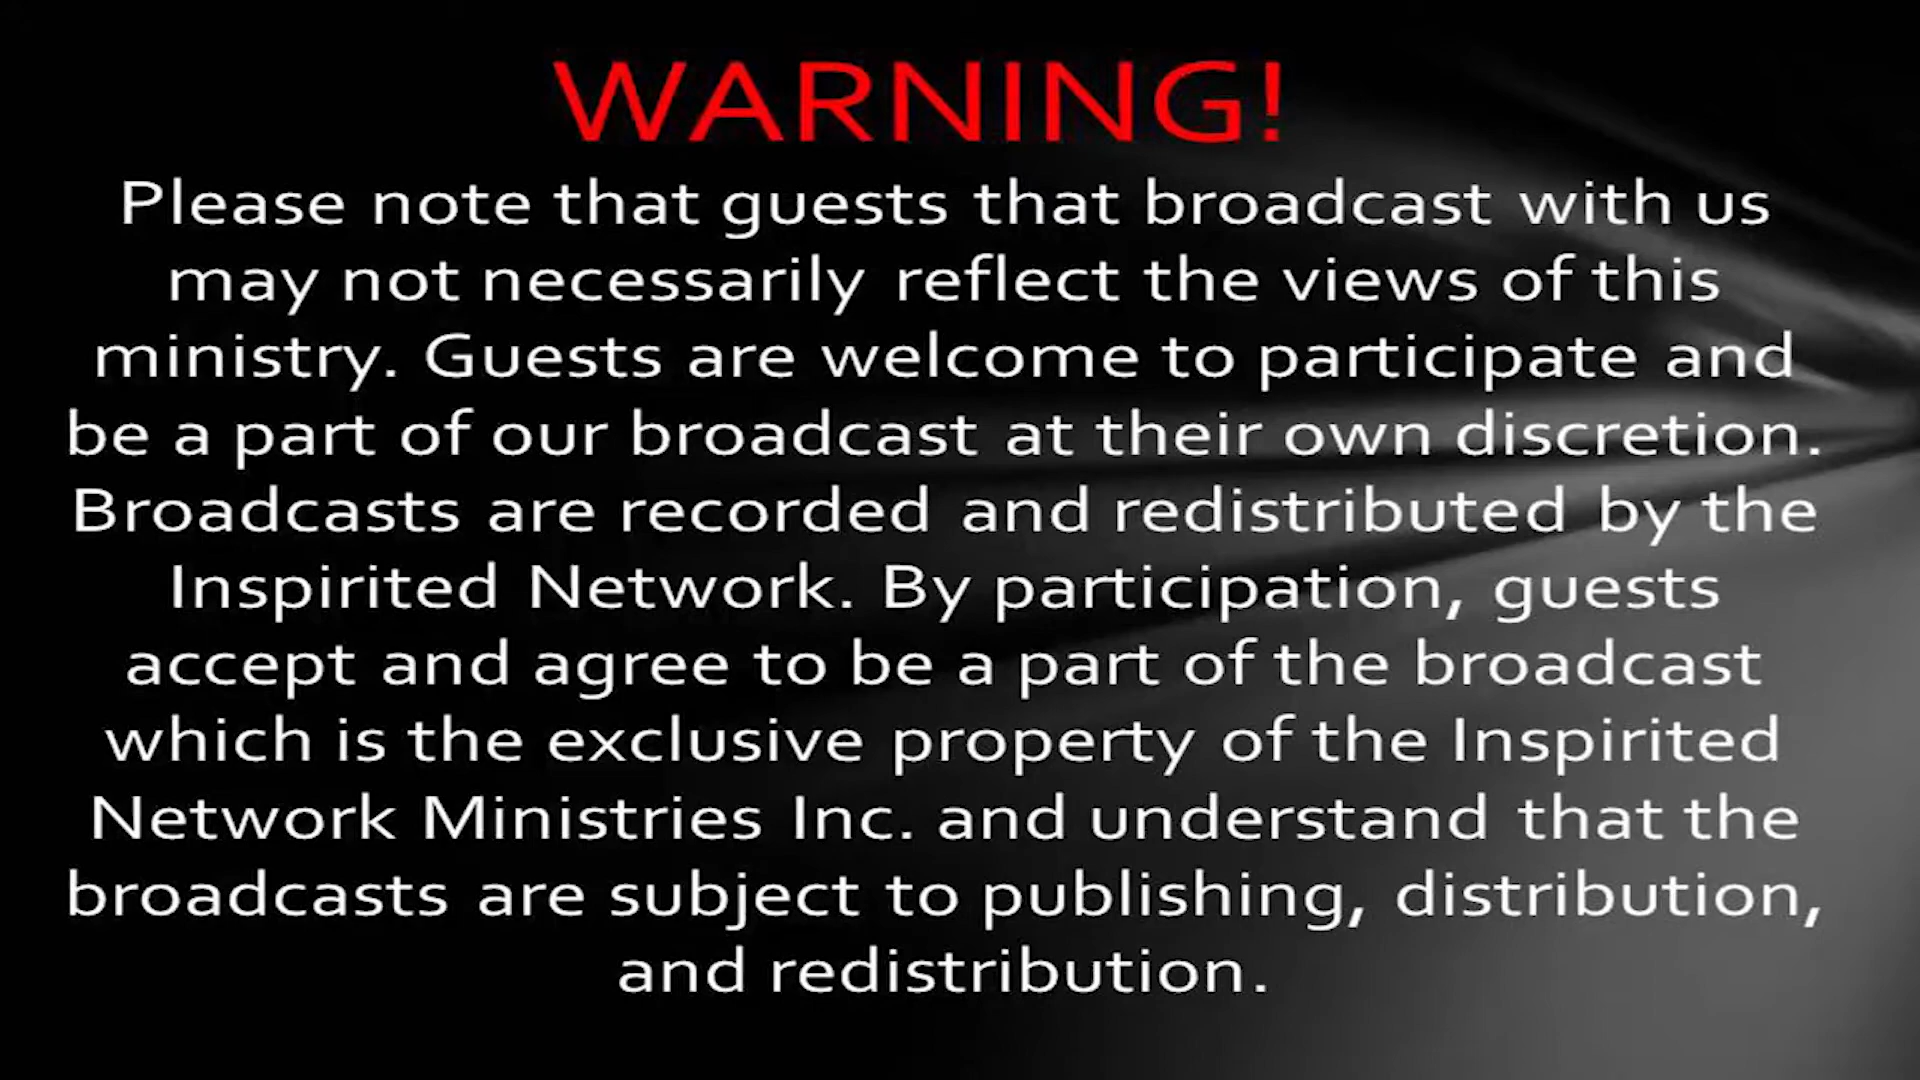 WARNING!
Please note that guests that broadcast with us
may not necessarily reflect the views of this
ministry. Guests are welcome to participate and
be a part of our broadcast at their own discretion.
Broadcasts are recorded and redistributed by the
Inspirited Network. By participation, guests
accept and agree to be a part of the broadcast
which is the exclusive property of the Inspirited
Network Ministries Inc. and understand that the
broadcasts are subject to publishing, distribution,
and redistribution.